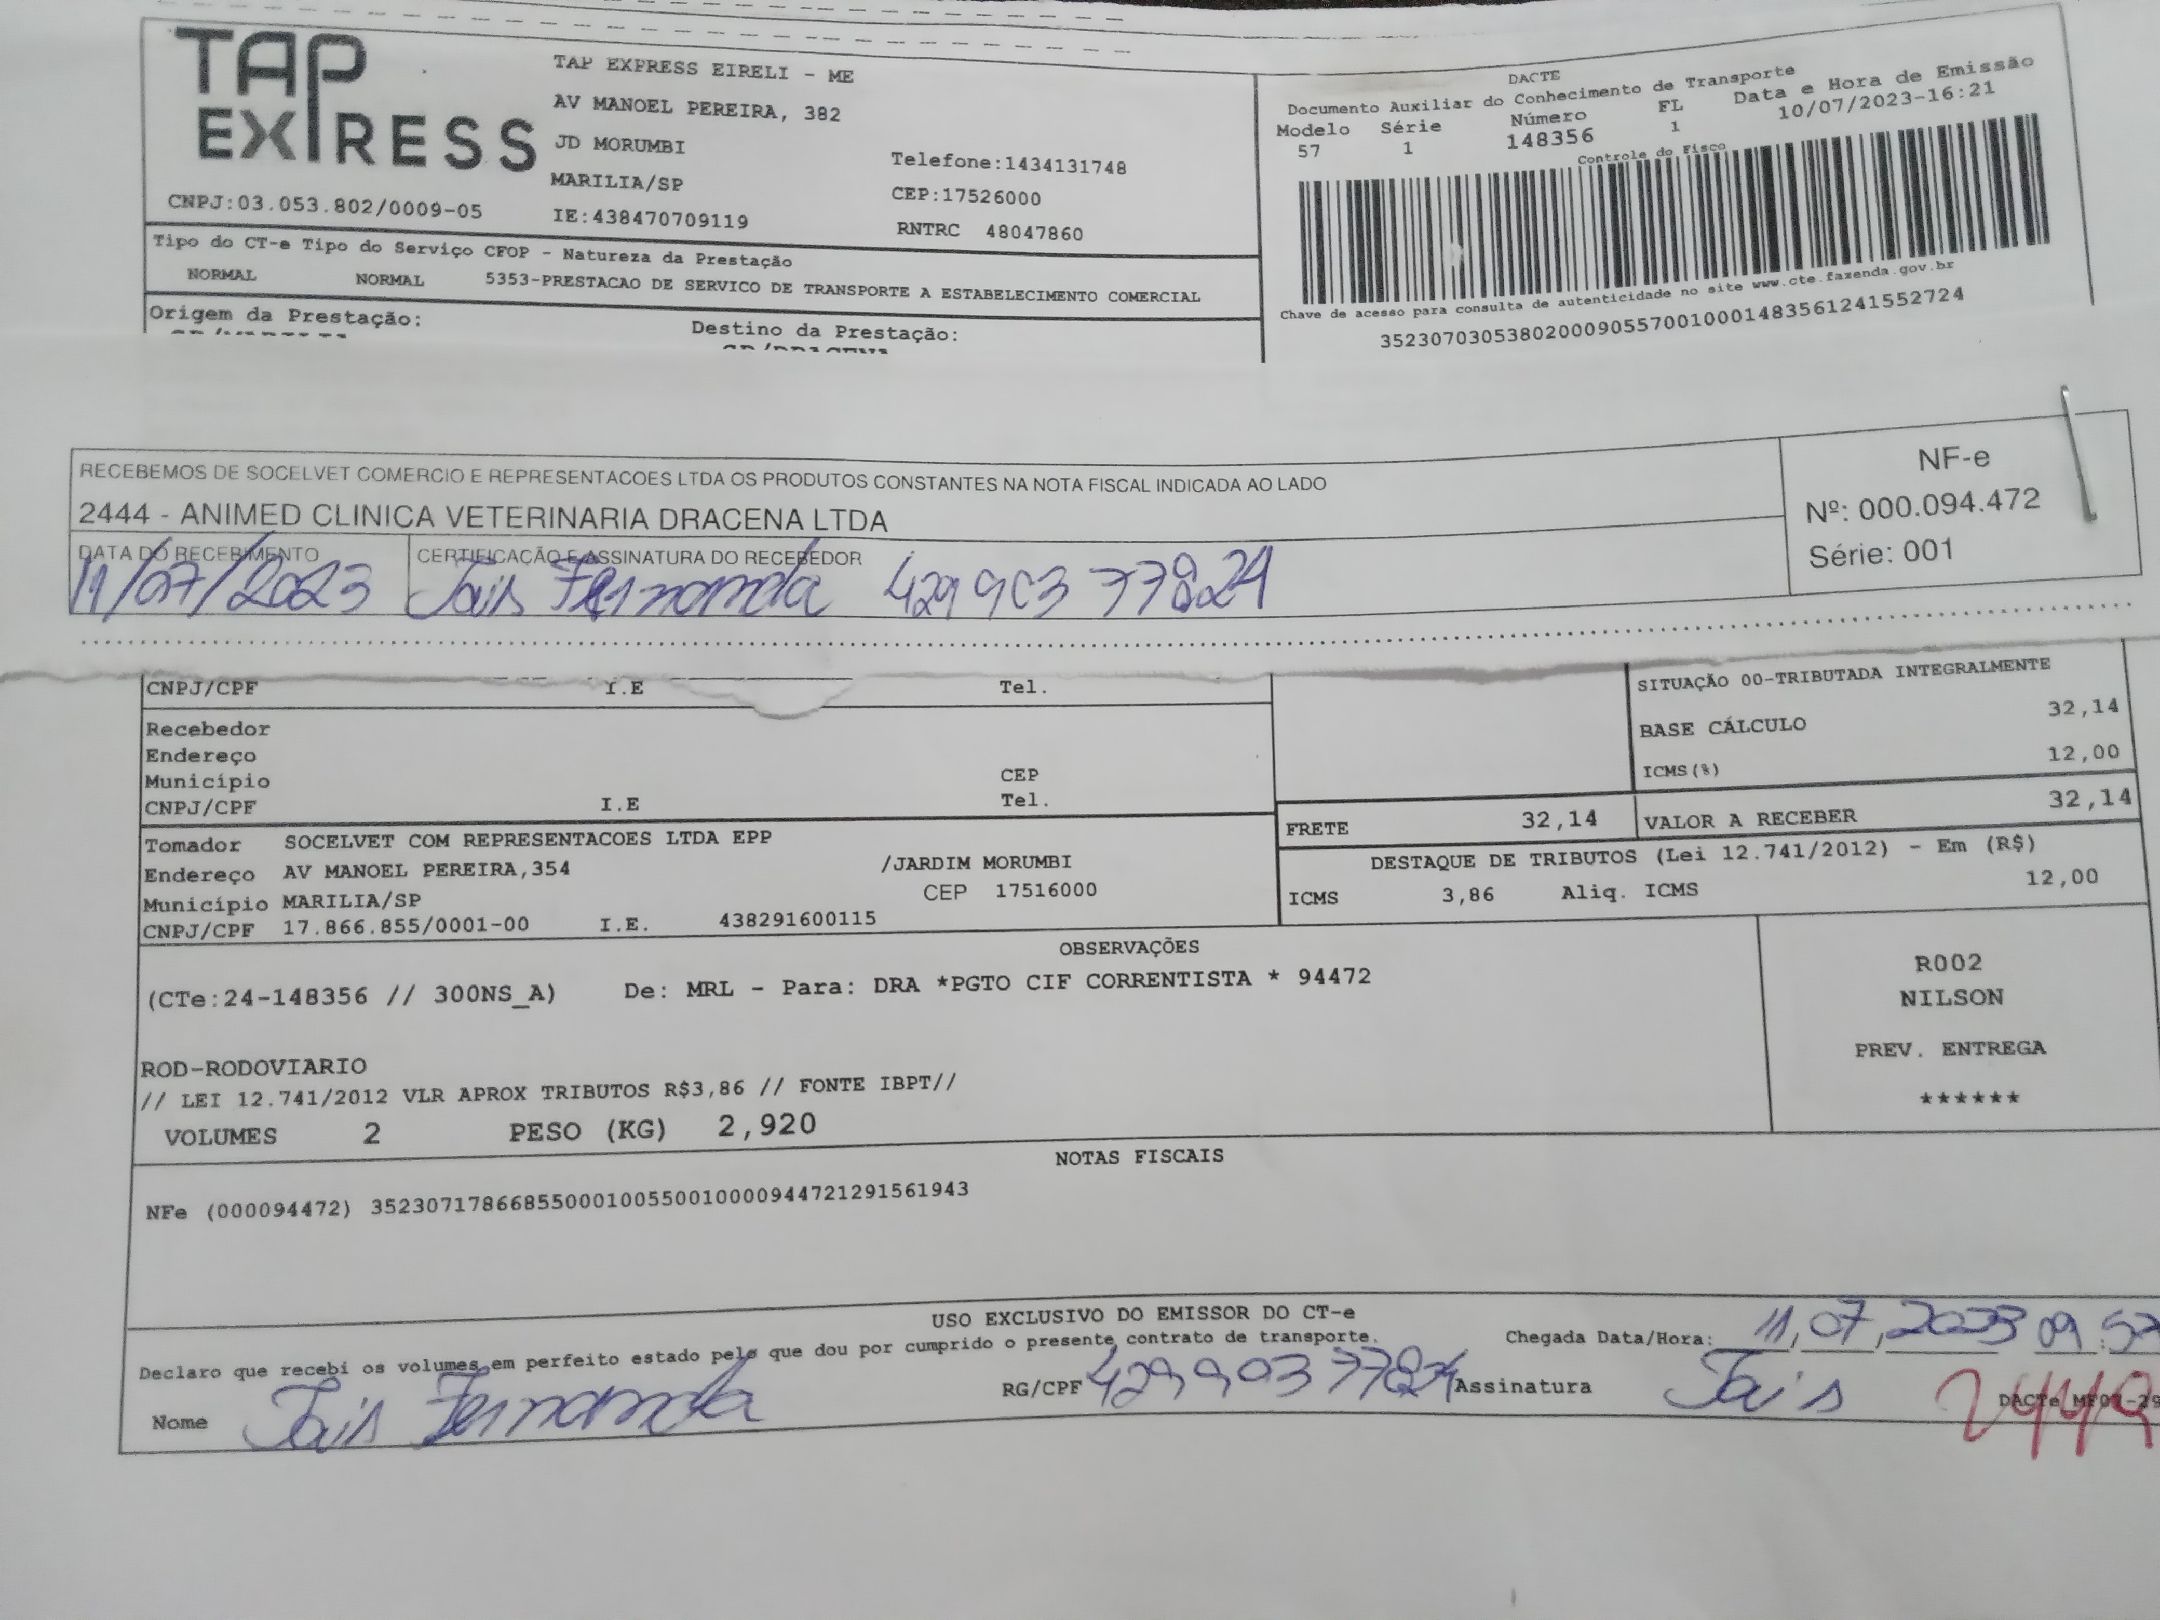 TAP
EXPRESS
CNPJ:03.053.802/0009-05
TAP EXPRESS EIRELI - ME
AV MANOEL PEREIRA, 382
JD MORUMBI
MARILIA/SP
IE:438470709119
Telefone:1434131748
CEP:17526000
RNTRC 48047860
DACTE
Documento Auxiliar do Conhecimento de Transporte
Modelo Série Número FL Data e Hora de Emissão
57 1 148356 1 10/07/2023-16:21
Controle do Fisco
Chave de acesso para consulta de autenticidade no site www.cte.fazenda.gov.br
35230703053802000905570010001483561241552724
Tipo do CT-e Tipo do Serviço CFOP - Natureza da Prestação
NORMAL NORMAL 5353-PRESTACAO DE SERVICO DE TRANSPORTE A ESTABELECIMENTO COMERCIAL
Origem da Prestação: Destino da Prestação:
RECEBEMOS DE SOCELVET COMERCIO E REPRESENTACOES LTDA OS PRODUTOS CONSTANTES NA NOTA FISCAL INDICADA AO LADO
2444 - ANIMED CLINICA VETERINARIA DRACENA LTDA
DATA DO RECEBIMENTO CERTIFICAÇÃO E ASSINATURA DO RECEBEDOR
11/07/2023 Taís Fernanda 42990377824
NF-e
Nº: 000.094.472
Série: 001
CNPJ/CPF I.E Tel.
Recebedor
Endereço
Município CEP
CNPJ/CPF I.E Tel.
SITUAÇÃO 00-TRIBUTADA INTEGRALMENTE
BASE CÁLCULO 32,14
ICMS(%) 12,00
FRETE 32,14 VALOR A RECEBER 32,14
Tomador SOCELVET COM REPRESENTACOES LTDA EPP
Endereço AV MANOEL PEREIRA,354 /JARDIM MORUMBI
Município MARILIA/SP CEP 17516000
CNPJ/CPF 17.866.855/0001-00 I.E. 438291600115
DESTAQUE DE TRIBUTOS (Lei 12.741/2012) - Em (R$)
ICMS 3,86 Aliq. ICMS 12,00
OBSERVAÇÕES
(CTe:24-148356 // 300NS_A) De: MRL - Para: DRA *PGTO CIF CORRENTISTA * 94472
ROD-RODOVIARIO
// LEI 12.741/2012 VLR APROX TRIBUTOS R$3,86 // FONTE IBPT//
VOLUMES 2 PESO (KG) 2,920
R002
NILSON
PREV. ENTREGA
******
NOTAS FISCAIS
NFe (000094472) 35230717866855000100550010000944721291561943
USO EXCLUSIVO DO EMISSOR DO CT-e
Declaro que recebi os volumes em perfeito estado pelo que dou por cumprido o presente contrato de transporte. Chegada Data/Hora: 11,07,2023 09:
Nome Taís Fernanda RG/CPF 42990377824 Assinatura Taís